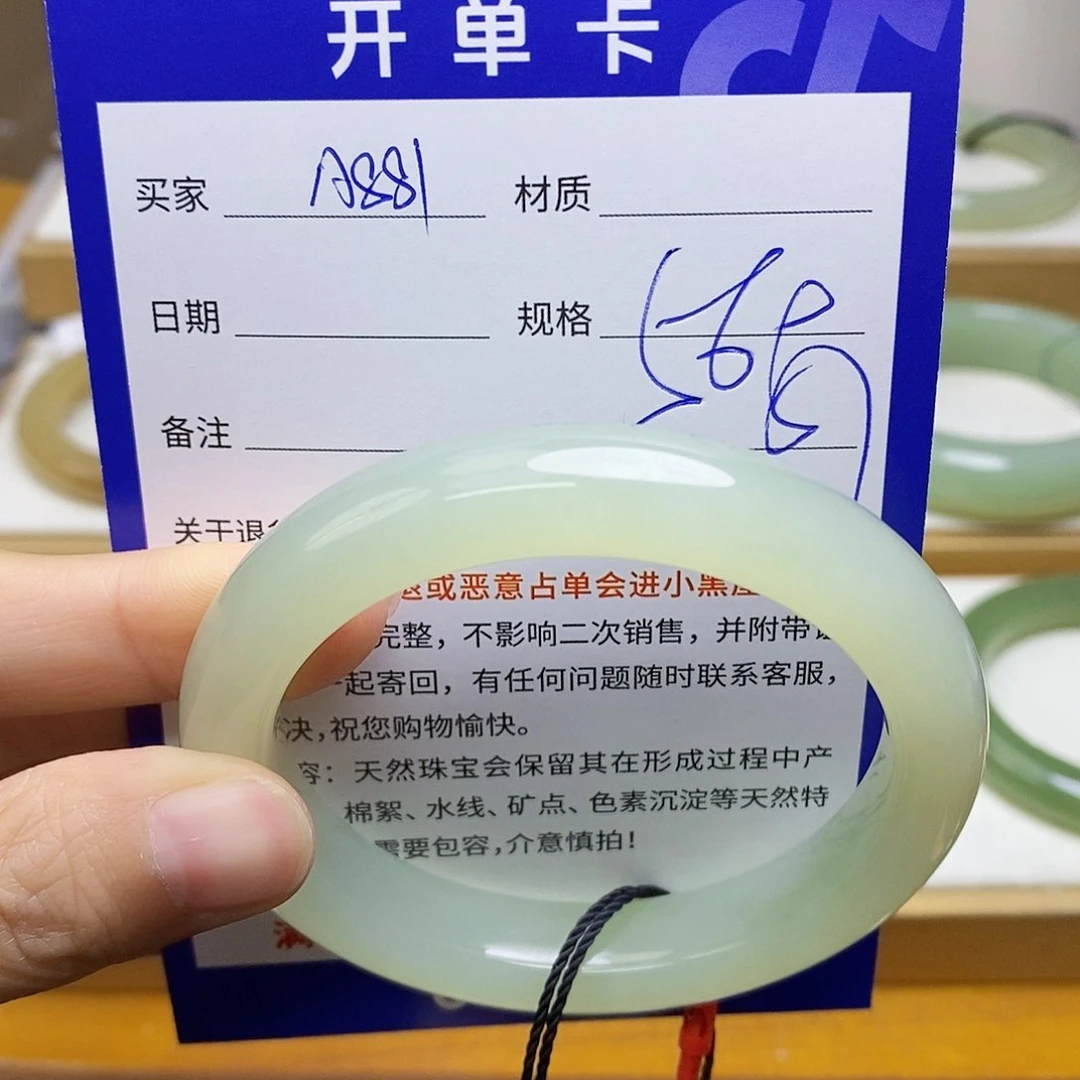 开单卡
买家 A881 材质
日期 规格
备注
关于退
退或恶意占单会进小黑屋
完整，不影响二次销售，并附带证
一起寄回，有任何问题随时联系客服，
决，祝您购物愉快。
容：天然珠宝会保留其在形成过程中产
棉絮、水线、矿点、色素沉淀等天然特
需要包容，介意慎拍！